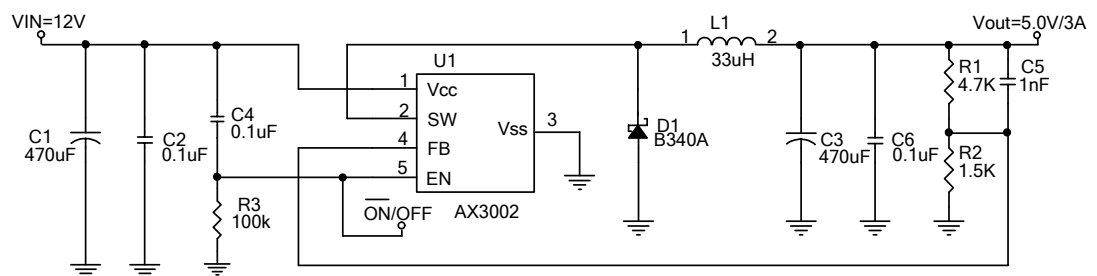 VIN=12V
Vout=5.0V/3A
L1
1 2
33uH
U1
1 Vcc
2 SW
4 FB
5 EN
Vss 3
AX3002
C1
470uF
C2
0.1uF
C4
0.1uF
R3
100k
ON/OFF
D1
B340A
C3
470uF
C6
0.1uF
R1
4.7K
C5
1nF
R2
1.5K